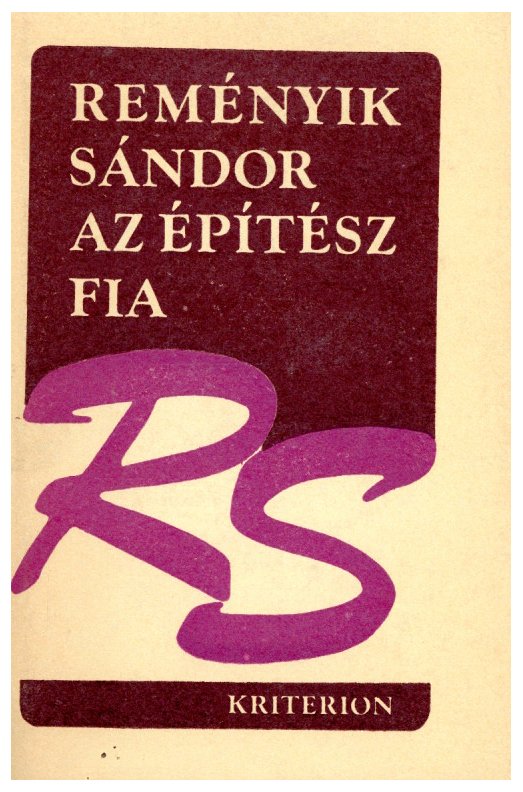 REMÉNYIK
SÁNDOR
AZ ÉPÍTÉSZ
FIA
RS
KRITERION